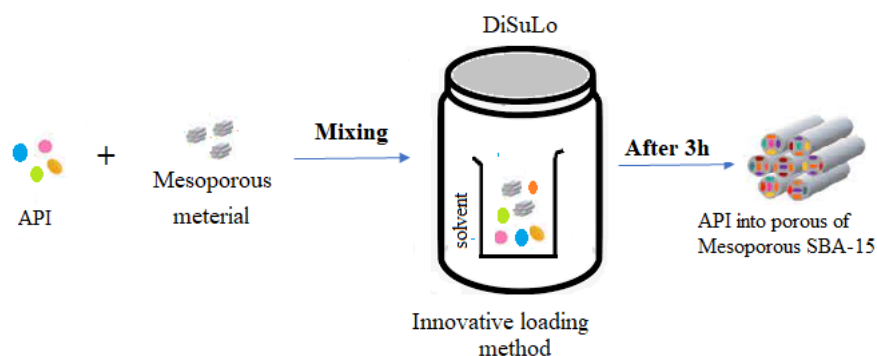 DiSuLo
API
+
Mesoporous
meterial
Mixing
solvent
Innovative loading
method
After 3h
API into porous of
Mesoporous SBA-15